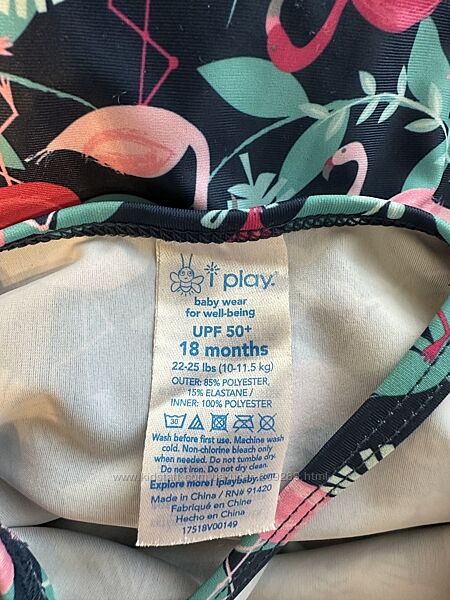 i play.
baby wear
for well-being
UPF 50+
18 months
22-25 lbs (10-11.5 kg)
OUTER: 85% POLYESTER,
15% ELASTANE /
INNER: 100% POLYESTER
30
Wash before first use. Machine wash
cold. Non-chlorine bleach only
when needed. Do not tumble dry.
Do not iron. Do not dry clean.
Explore more! iplaybaby.com
Made in China / RN# 91420
Fabriqué en Chine
Hecho en China
17518V00149